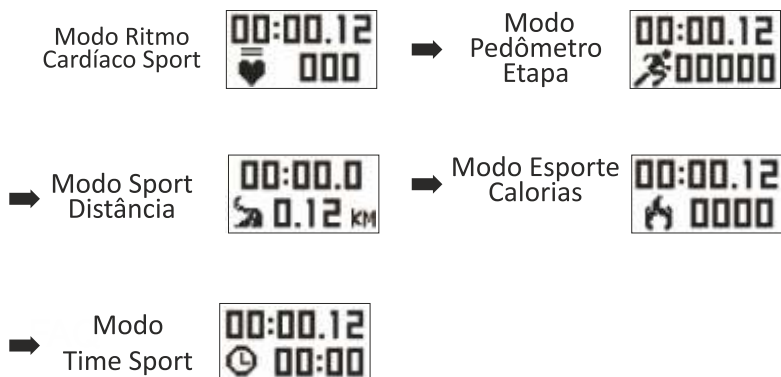 Modo Ritmo
Cardíaco Sport
00:00.12
000
Modo
Pedômetro
Etapa
00:00.12
00000
Modo Sport
Distância
00:00.0
0.12 KM
Modo Esporte
Calorias
00:00.12
0000
Modo
Time Sport
00:00.12
00:00